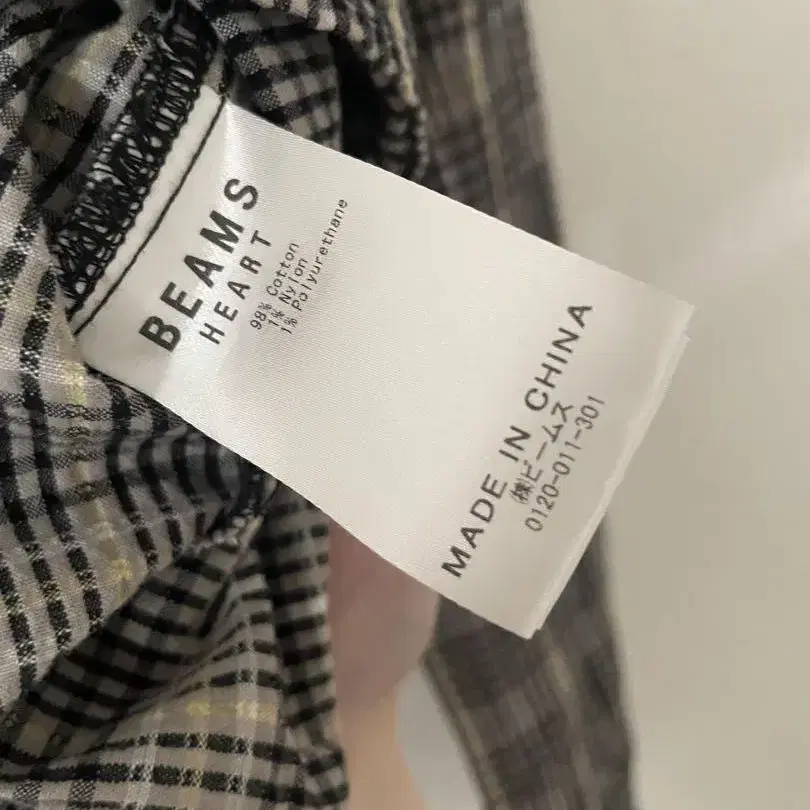 BEAMS
HEART
98% Cotton
1% Nylon
1% Polyurethane
MADE IN CHINA
㈱ビームス
0120-011-301